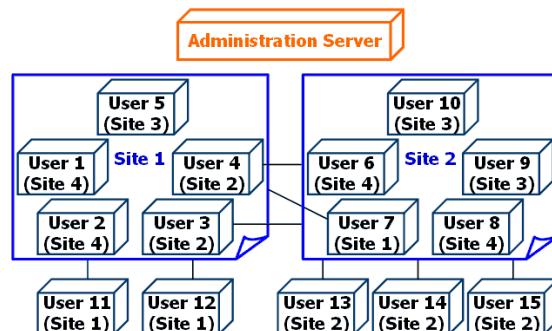 Administration Server
User 5
(Site 3)
User 10
(Site 3)
User 1
(Site 4)
Site 1
User 4
(Site 2)
User 6
(Site 4)
Site 2
User 9
(Site 3)
User 2
(Site 4)
User 3
(Site 2)
User 7
(Site 1)
User 8
(Site 4)
User 11
(Site 1)
User 12
(Site 1)
User 13
(Site 2)
User 14
(Site 2)
User 15
(Site 2)